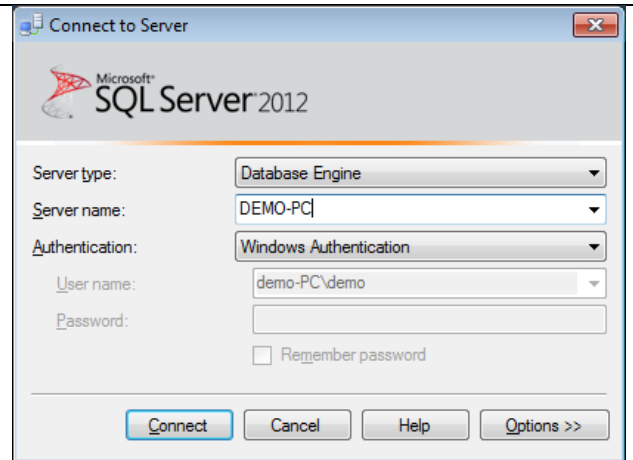 Connect to Server
Microsoft®
SQL Server® 2012
Server type: Database Engine
Server name: DEMO-PC
Authentication: Windows Authentication
User name: demo-PC\demo
Password:
Remember password
Connect Cancel Help Options >>